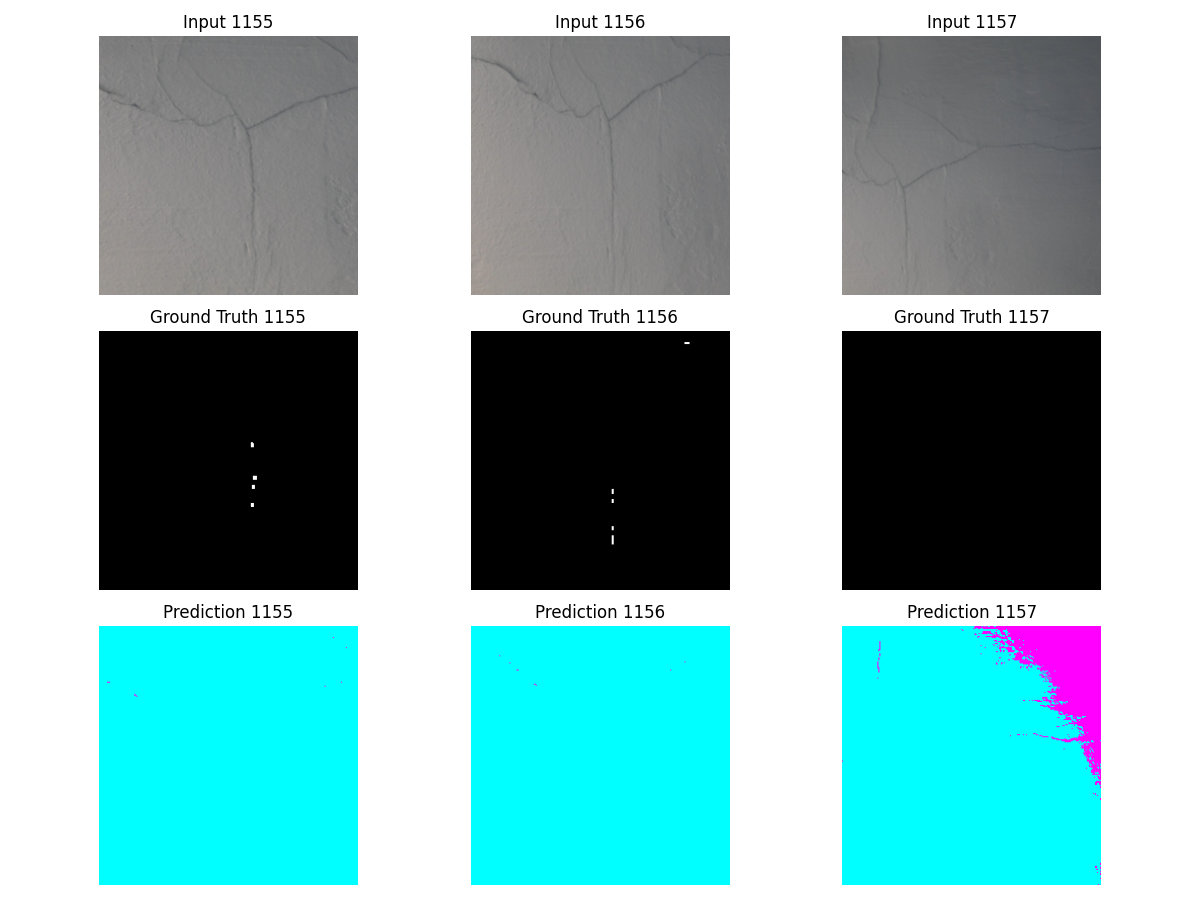 Input 1155
Input 1156
Input 1157
Ground Truth 1155
Ground Truth 1156
Ground Truth 1157
Prediction 1155
Prediction 1156
Prediction 1157